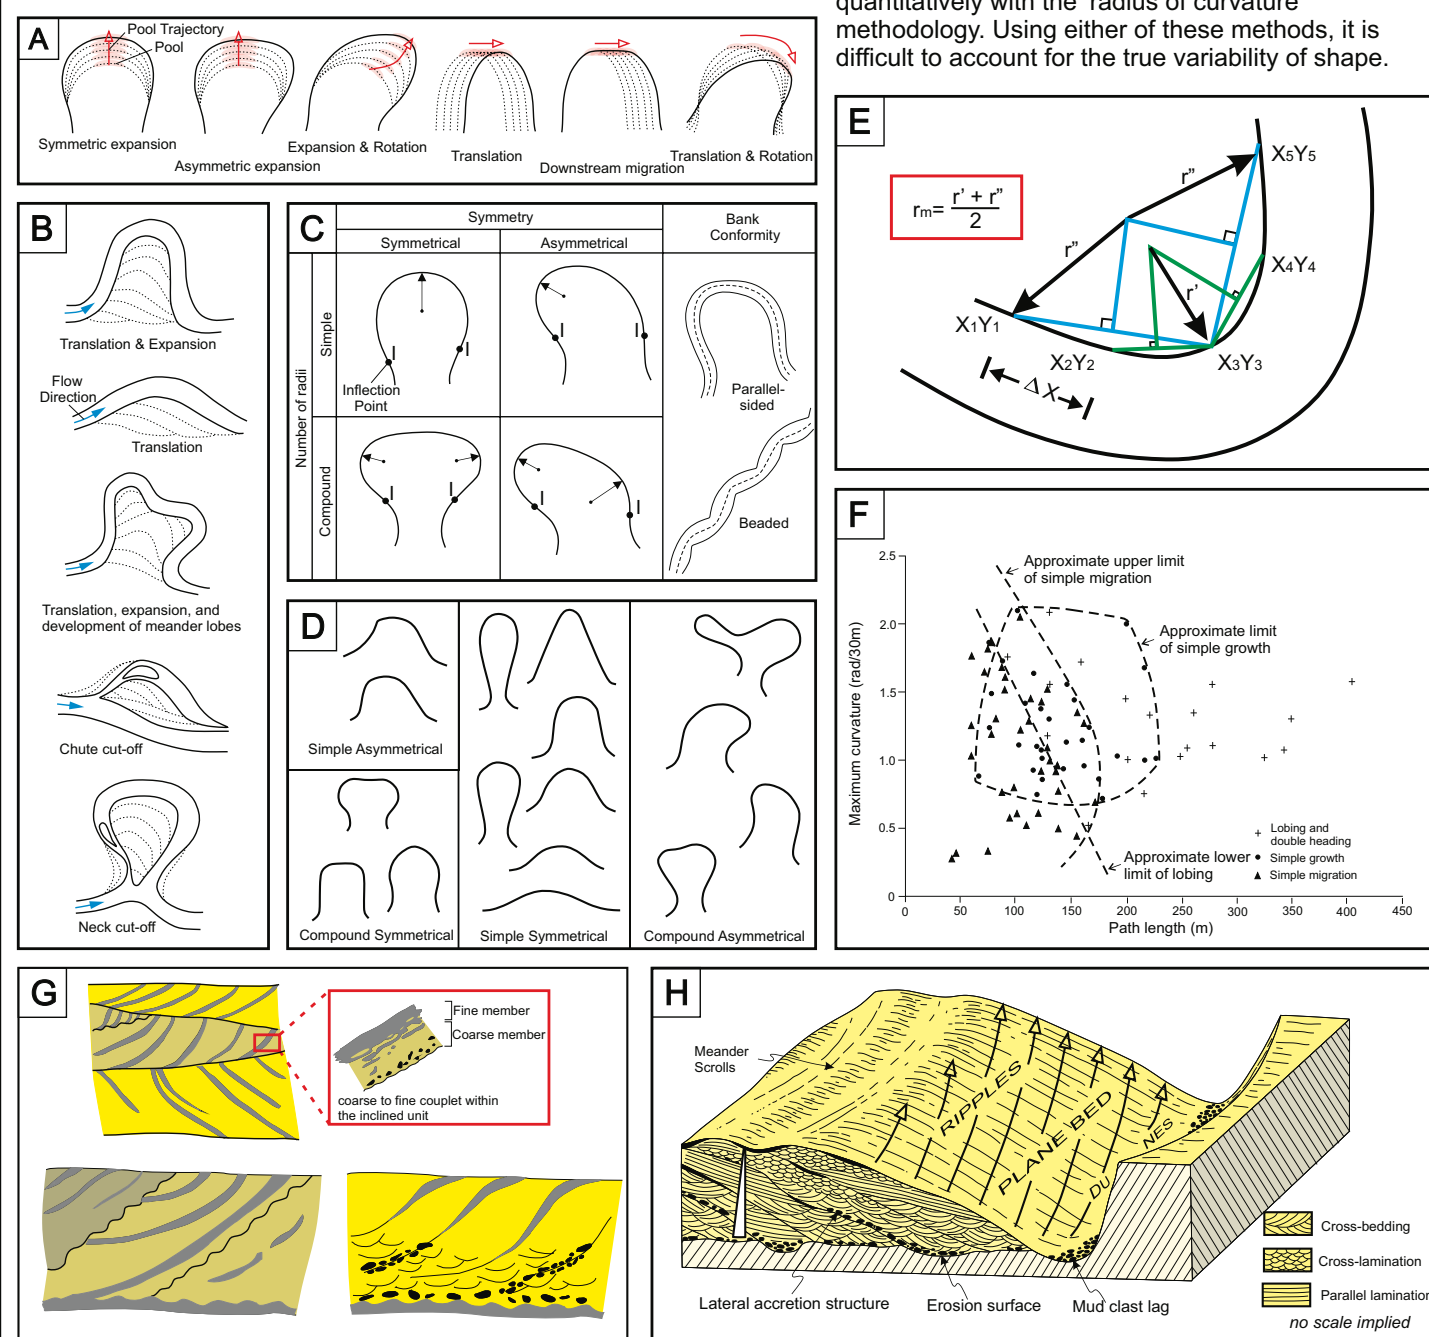 quantitatively with the radius of curvature
methodology. Using either of these methods, it is
difficult to account for the true variability of shape.
A
Pool Trajectory
Pool
Symmetric expansion
Asymmetric expansion
Expansion & Rotation
Translation
Downstream migration
Translation & Rotation
B
Translation & Expansion
Flow
Direction
Translation
Translation, expansion, and
development of meander lobes
Chute cut-off
Neck cut-off
C
Symmetry
Symmetrical
Asymmetrical
Bank
Conformity
Number of radii
Simple
Compound
I
I
I
I
Inflection
Point
Parallel-
sided
I
I
I
I
Beaded
D
Simple Asymmetrical
Compound Symmetrical
Simple Symmetrical
Compound Asymmetrical
E
rm= r' + r"
2
r"
r"
r'
X5Y5
X4Y4
X1Y1
X2Y2
X3Y3
Δ X
F
Maximum curvature (rad/30m)
2.5
2.0
1.5
1.0
0.5
0
0 50 100 150 200 250 300 350 400 450
Path length (m)
Approximate upper limit
of simple migration
Approximate limit
of simple growth
Approximate lower
limit of lobing
+ Lobing and
double heading
Simple growth
Simple migration
G
Fine member
Coarse member
coarse to fine couplet within
the inclined unit
H
Meander
Scrolls
RIPPLES
PLANE BED
DU NES
Lateral accretion structure
Erosion surface
Mud clast lag
Cross-bedding
Cross-lamination
Parallel lamination
no scale implied